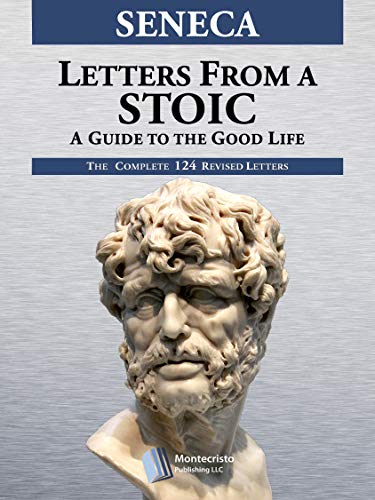 SENECA
LETTERS FROM A
STOIC
A GUIDE TO THE GOOD LIFE
THE COMPLETE 124 REVISED LETTERS
Montecristo
Publishing LLC